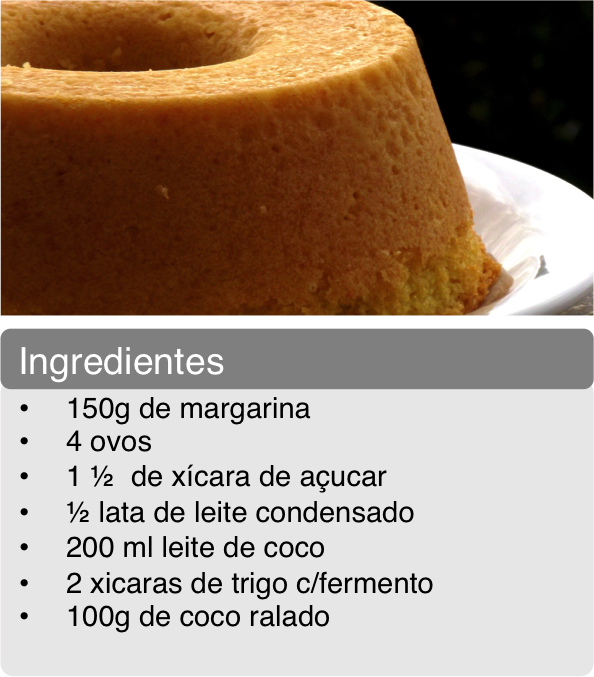 Ingredientes
• 150g de margarina
• 4 ovos
• 1 ½  de xícara de açucar
• ½ lata de leite condensado
• 200 ml leite de coco
• 2 xicaras de trigo c/fermento
• 100g de coco ralado